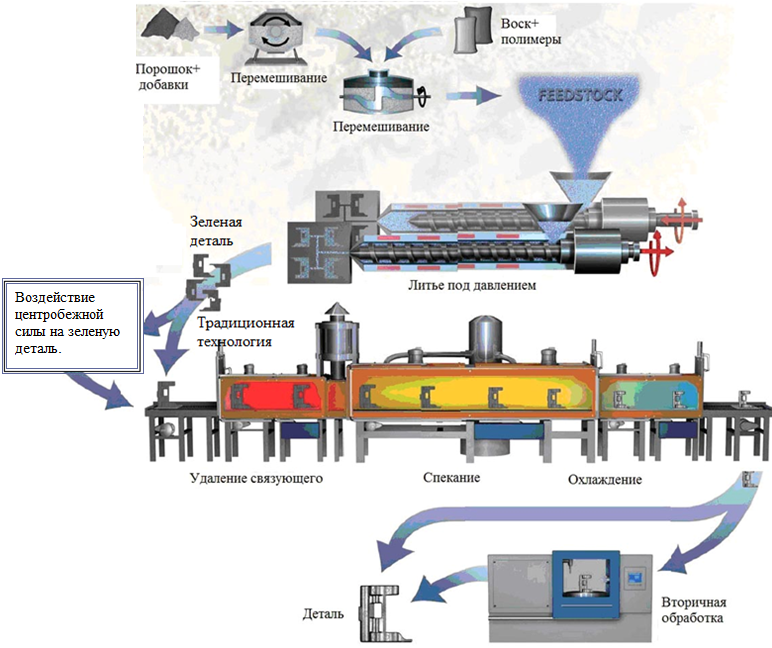 Порошок+
добавки
Перемешивание
Воск+
полимеры
Перемешивание
FEEDSTOCK
Зеленая
деталь
Литье под давлением
Воздействие
центробежной
силы на зеленую
деталь.
Традиционная
технология
Удаление связующего
Спекание
Охлаждение
Деталь
Вторичная
обработка